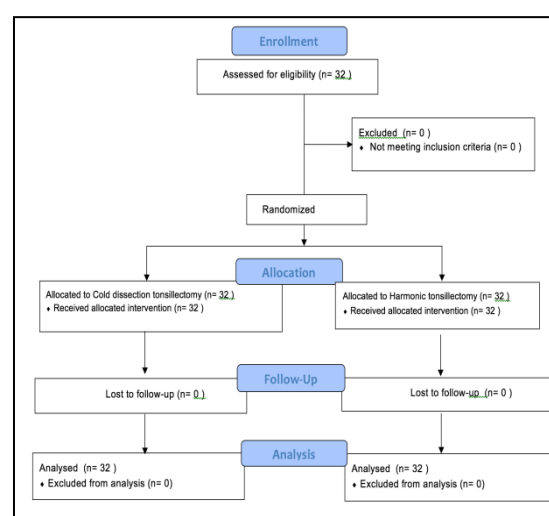 Enrollment
Assessed for eligibility (n= 32 )
Excluded (n= 0 )
♦ Not meeting inclusion criteria (n= 0 )
Randomized
Allocation
Allocated to Cold dissection tonsillectomy (n= 32 )
♦ Received allocated intervention (n= 32 )
Allocated to Harmonic tonsillectomy (n= 32 )
♦ Received allocated intervention (n= 32 )
Follow-Up
Lost to follow-up (n= 0 )
Lost to follow-up (n= 0 )
Analysis
Analysed (n= 32 )
♦ Excluded from analysis (n= 0)
Analysed (n= 32 )
♦ Excluded from analysis (n= 0)